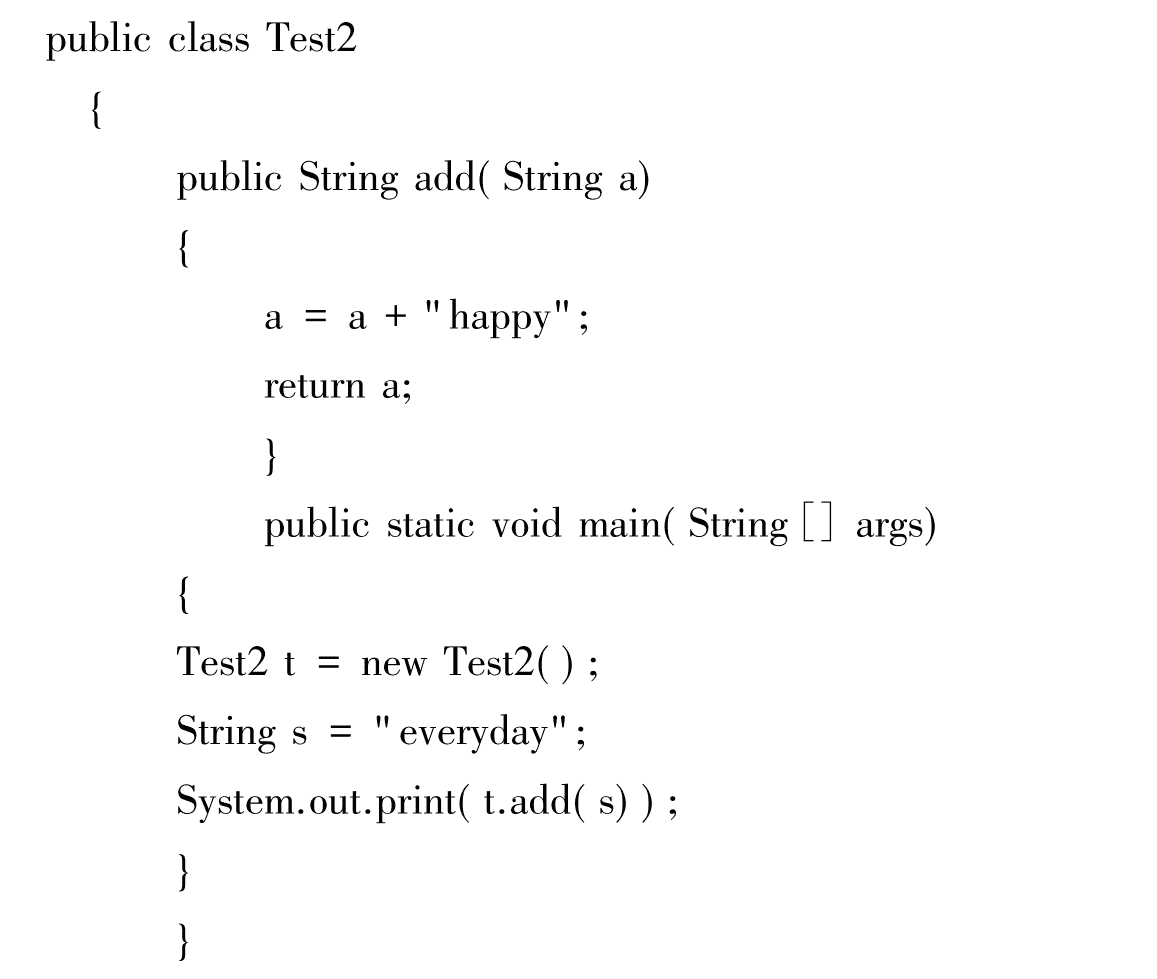 public class Test2
{
public String add( String a)
{
a = a + "happy";
return a;
}
public static void main( String [] args)
{
Test2 t = new Test2( ) ;
String s = "everyday";
System.out.print( t.add( s) ) ;
}
}